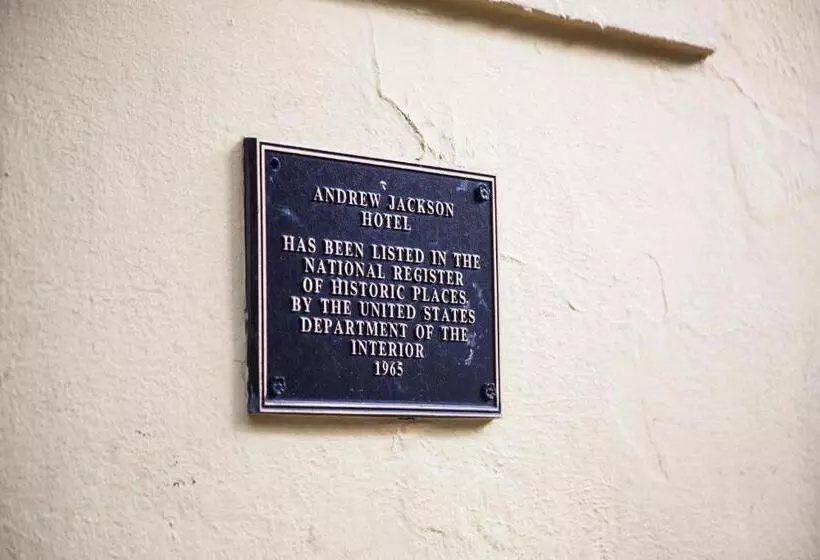 ANDREW JACKSON
HOTEL
HAS BEEN LISTED IN THE
NATIONAL REGISTER
OF HISTORIC PLACES
BY THE UNITED STATES
DEPARTMENT OF THE
INTERIOR
1965